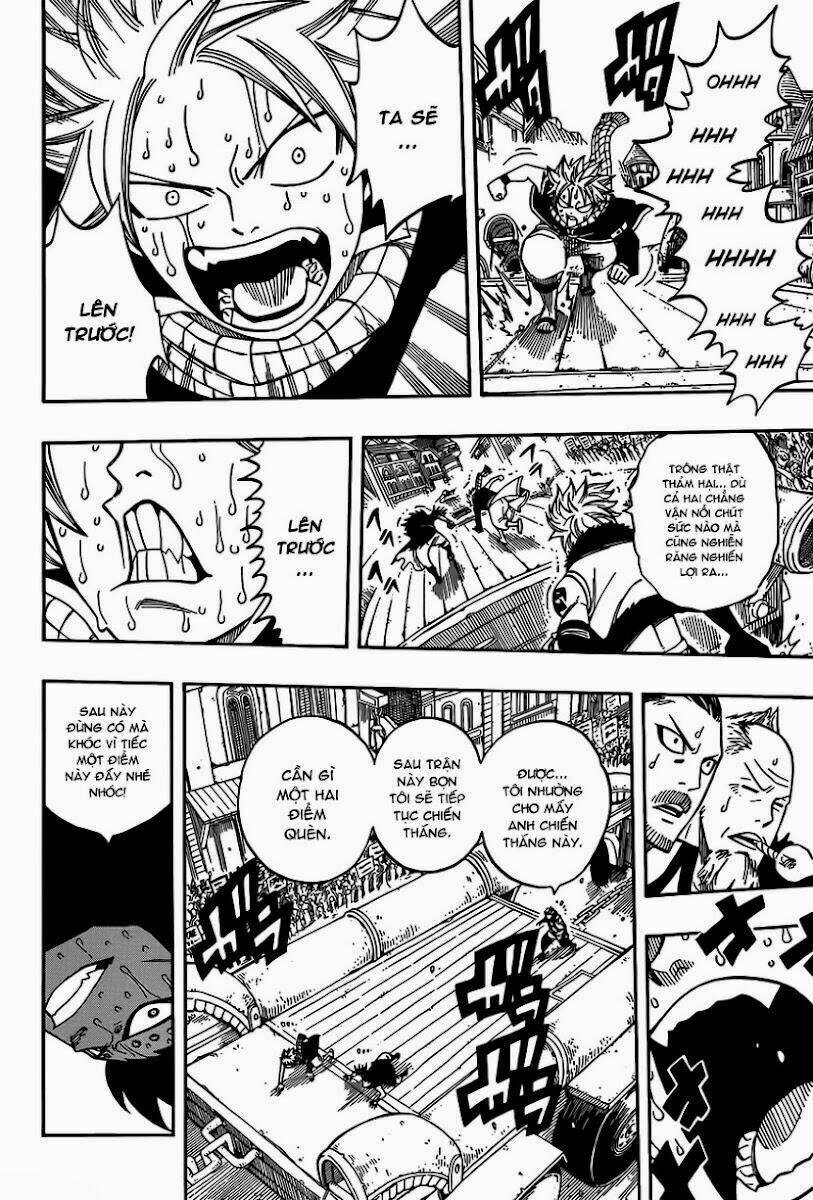 OHHH
HHH
HHH
HH
HHHH
HHH
HHH
TA SẼ
...
LÊN
TRƯỚC!
TRÔNG THẬT
THẢM HẠI... DÙ
CẢ HAI CHẲNG
VẬN NỔI CHÚT
SỨC NÀO MÀ
CŨNG NGHIẾN
RĂNG NGHIẾN
LỢI RA...
LÊN
TRƯỚC
...
ĐƯỢC...
TÔI NHƯỜNG
CHO MẤY
ANH CHIẾN
THẮNG NÀY.
SAU TRẬN
NÀY BỌN
TÔI SẼ TIẾP
TỤC CHIẾN
THẮNG.
CẦN GÌ
MỘT HAI
ĐIỂM
QUÈN.
SAU NÀY
ĐỪNG CÓ MÀ
KHÓC VÌ TIẾC
MỘT ĐIỂM
NÀY ĐẤY NHÉ
NHÓC!